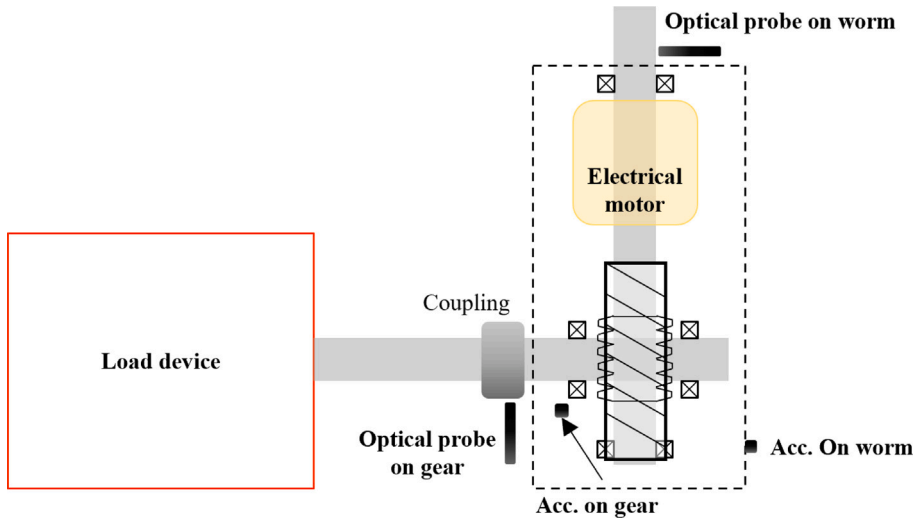 Optical probe on worm
Electrical
motor
Coupling
Load device
Optical probe
on gear
Acc. On worm
Acc. on gear